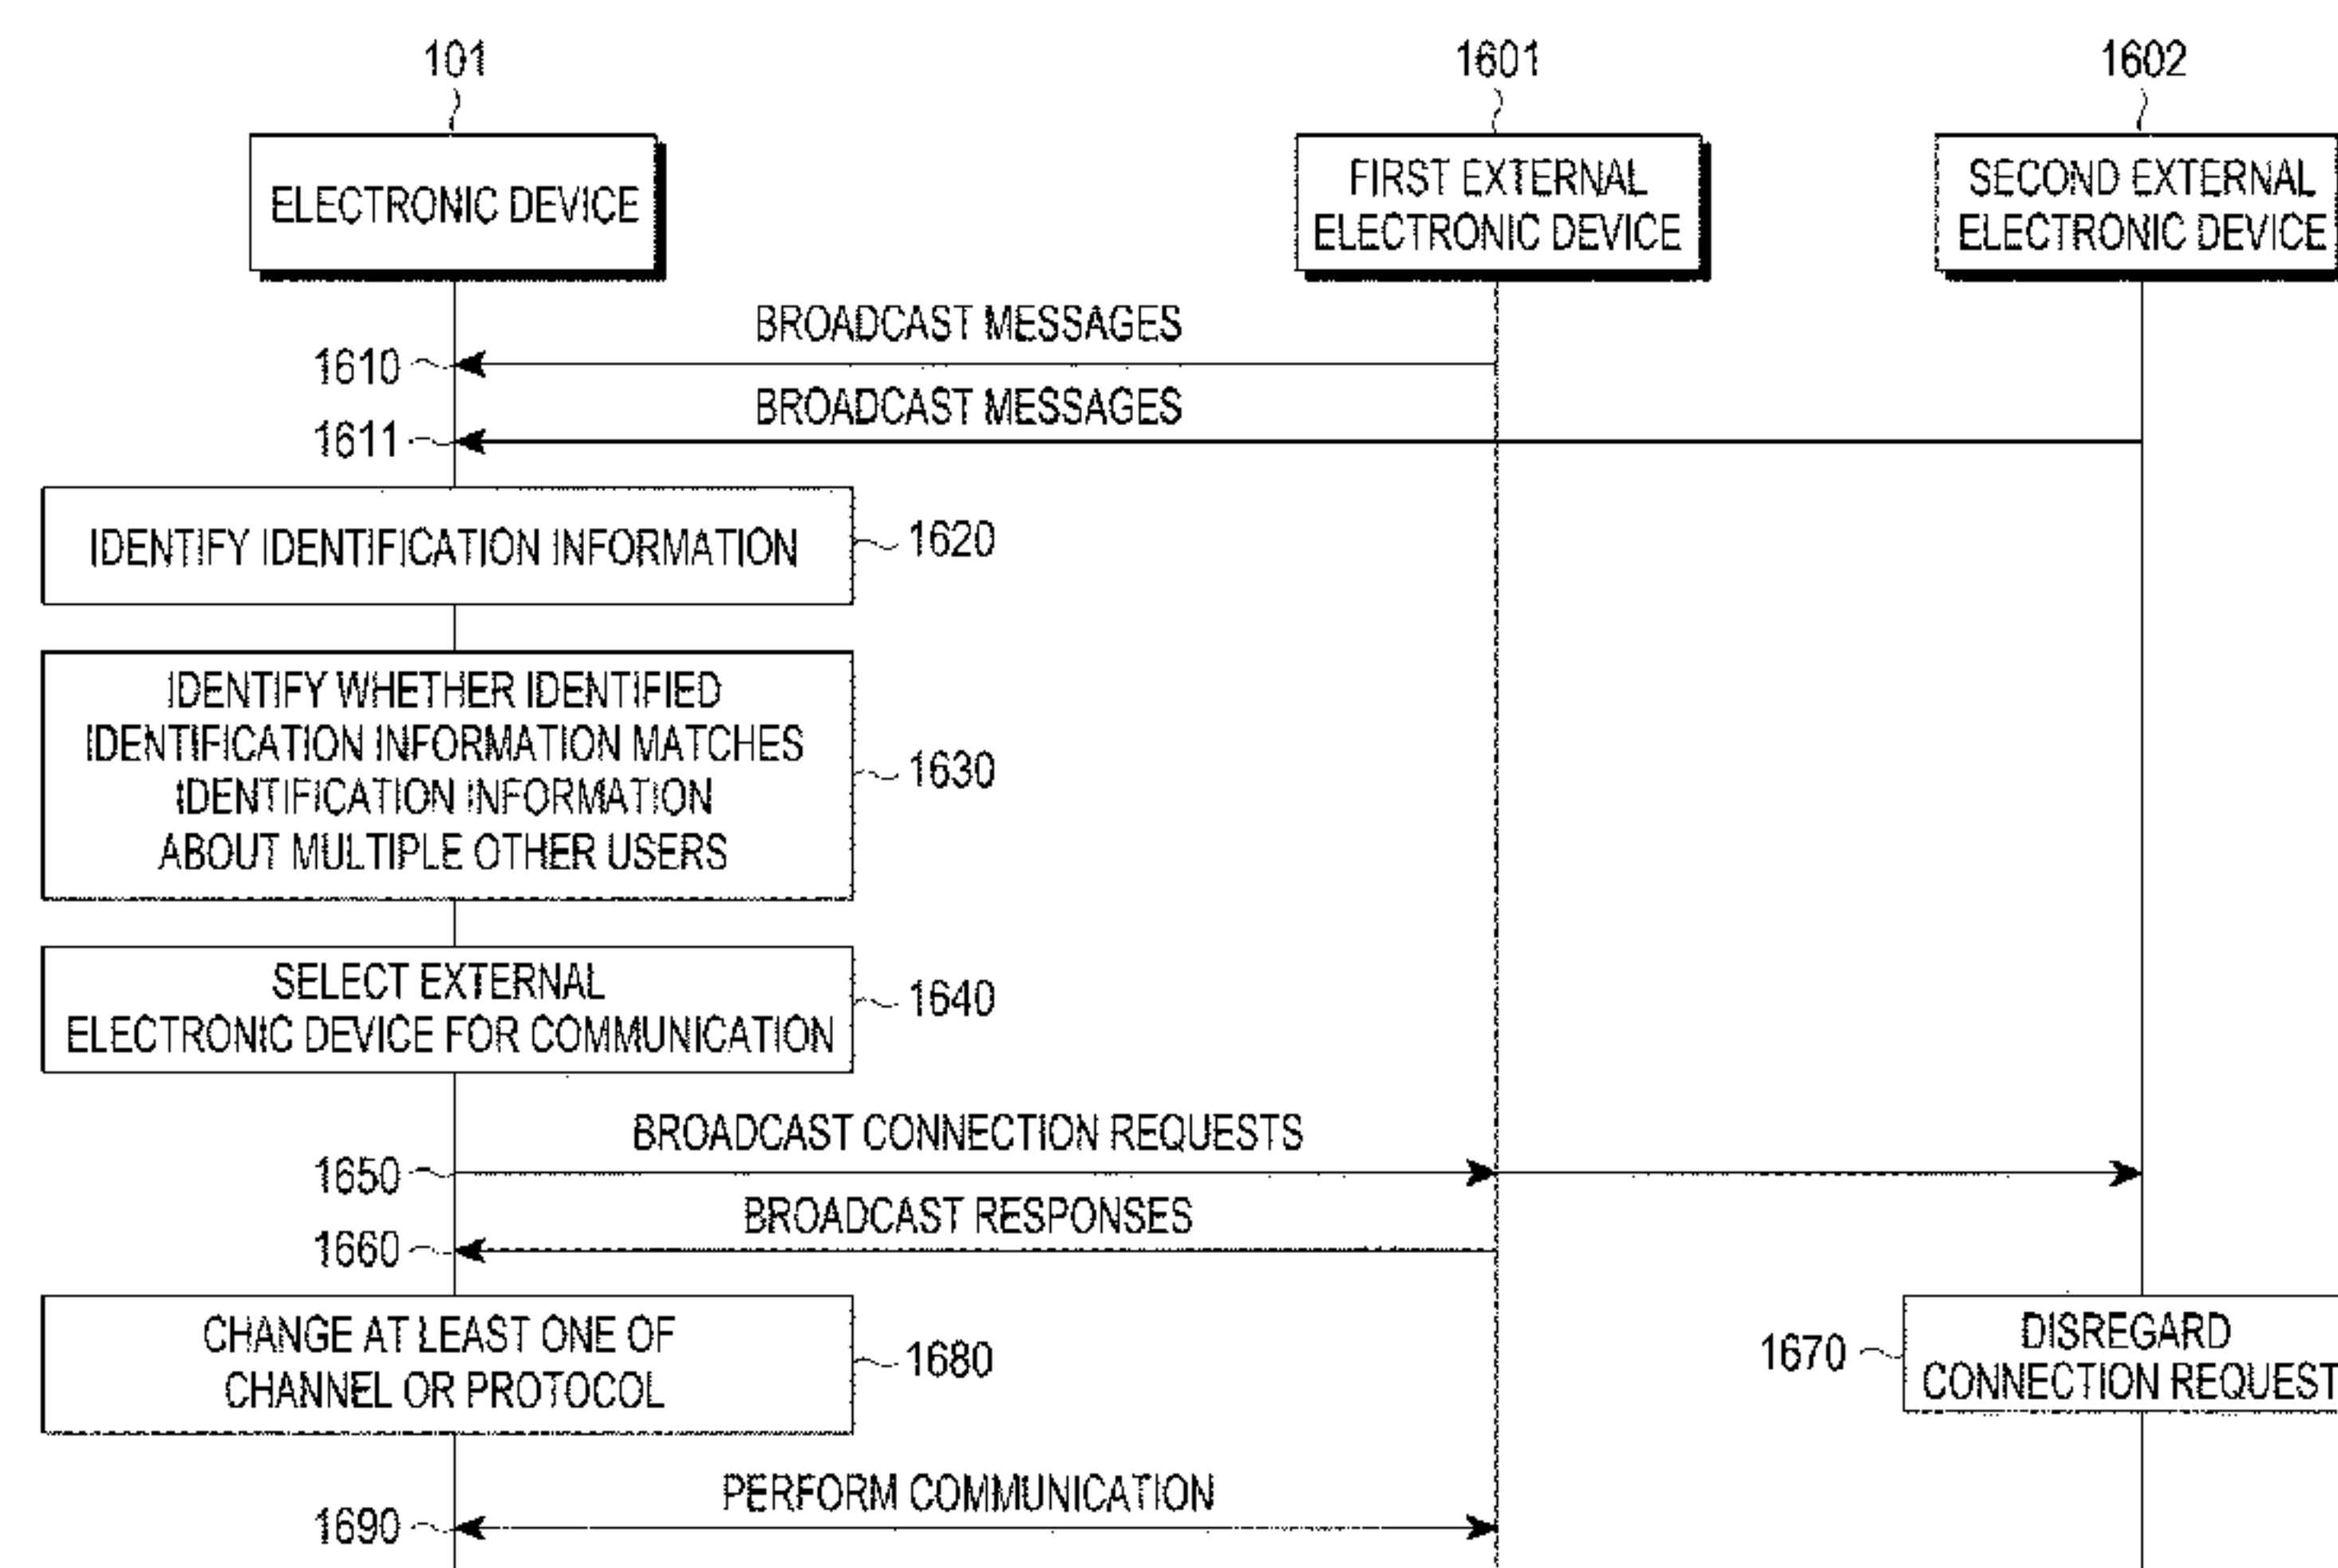 101
1601
1602
ELECTRONIC DEVICE
FIRST EXTERNAL
ELECTRONIC DEVICE
SECOND EXTERNAL
ELECTRONIC DEVICE
BROADCAST MESSAGES
1610
BROADCAST MESSAGES
1611
IDENTIFY IDENTIFICATION INFORMATION
1620
IDENTIFY WHETHER IDENTIFIED
IDENTIFICATION INFORMATION MATCHES
IDENTIFICATION INFORMATION
ABOUT MULTIPLE OTHER USERS
1630
SELECT EXTERNAL
ELECTRONIC DEVICE FOR COMMUNICATION
1640
BROADCAST CONNECTION REQUESTS
1650
BROADCAST RESPONSES
1660
CHANGE AT LEAST ONE OF
CHANNEL OR PROTOCOL
1680
1670
DISREGARD
CONNECTION REQUEST
PERFORM COMMUNICATION
1690